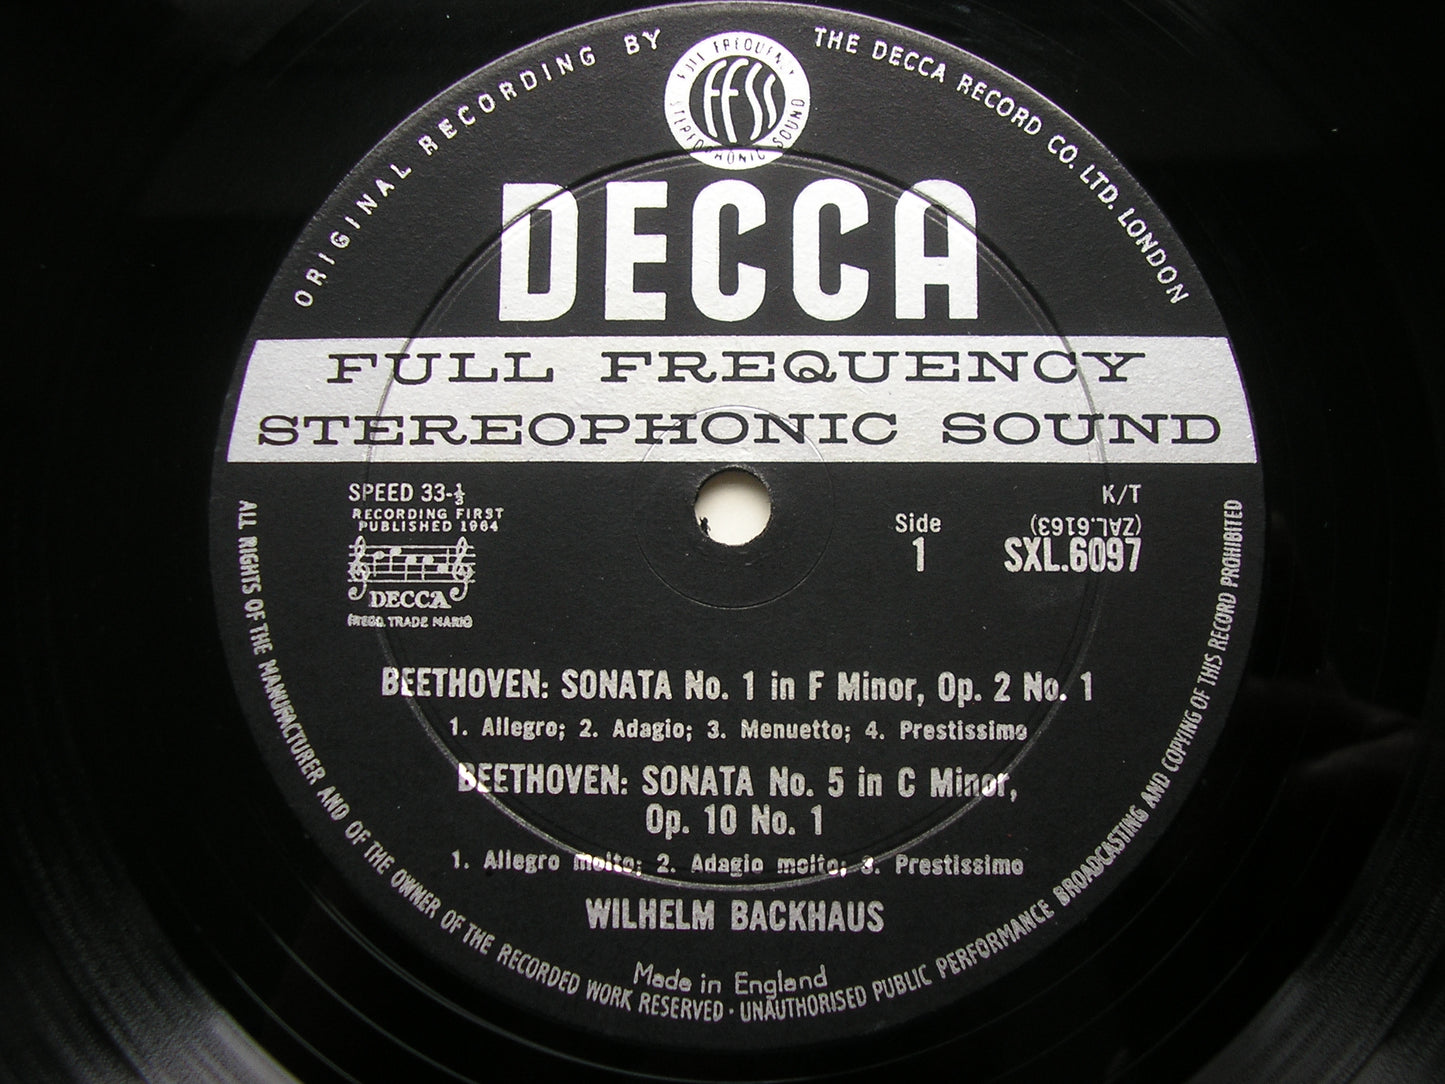 ORIGINAL RECORDING BY
THE DECCA RECORD CO. LTD. LONDON
FULL FREQUENCY
STEREOPHONIC SOUND
FFSS
DECCA
FULL FREQUENCY
STEREOPHONIC SOUND
SPEED 33-⅓
RECORDING FIRST
PUBLISHED 1964
DECCA
(REGD. TRADE MARK)
K/T
(ZAL.6163)
Side
1
SXL.6097
BEETHOVEN: SONATA No. 1 in F Minor, Op. 2 No. 1
1. Allegro; 2. Adagio; 3. Menuetto; 4. Prestissimo
BEETHOVEN: SONATA No. 5 in C Minor,
Op. 10 No. 1
1. Allegro molto; 2. Adagio molto; 3. Prestissimo
WILHELM BACKHAUS
Made in England
ALL RIGHTS OF THE MANUFACTURER AND OF THE OWNER OF THE RECORDED WORK RESERVED · UNAUTHORISED PUBLIC PERFORMANCE BROADCASTING AND COPYING OF THIS RECORD PROHIBITED